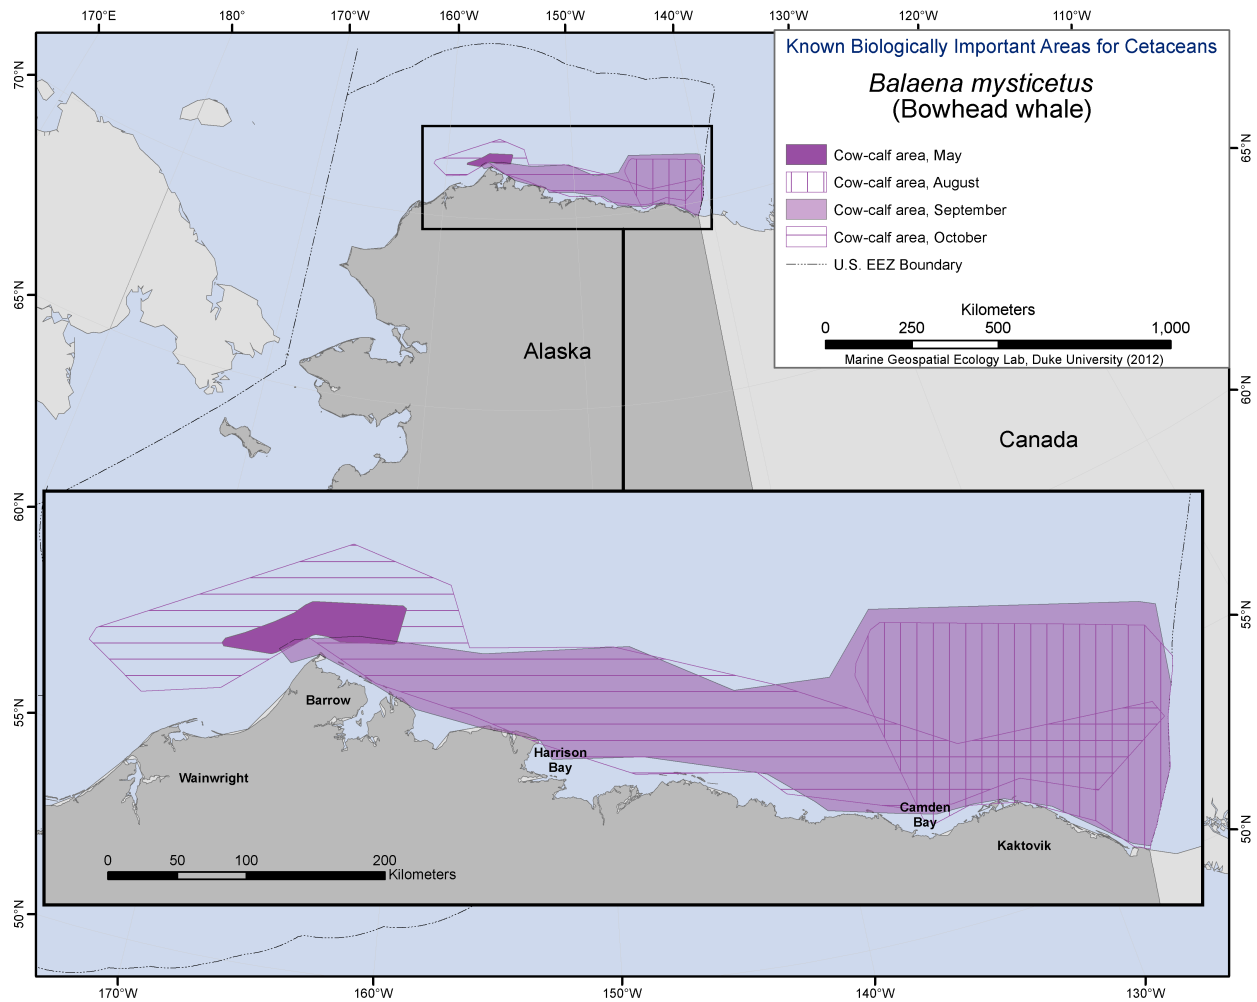 170°E
180°
170°W
160°W
150°W
140°W
130°W
120°W
110°W
Known Biologically Important Areas for Cetaceans
Balaena mysticetus
(Bowhead whale)
Cow-calf area, May
Cow-calf area, August
Cow-calf area, September
Cow-calf area, October
U.S. EEZ Boundary
Kilometers
0 250 500 1,000
Marine Geospatial Ecology Lab, Duke University (2012)
70°N
65°N
65°N
60°N
60°N
55°N
55°N
50°N
50°N
Alaska
Canada
Barrow
Wainwright
Harrison
Bay
Camden
Bay
Kaktovik
0 50 100 200
Kilometers
170°W
160°W
150°W
140°W
130°W